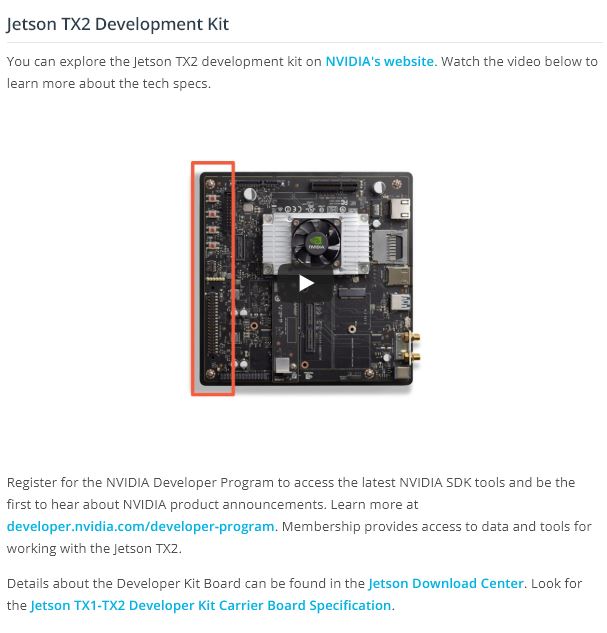 Jetson TX2 Development Kit
You can explore the Jetson TX2 development kit on NVIDIA's website. Watch the video below to
learn more about the tech specs.
NVIDIA
Register for the NVIDIA Developer Program to access the latest NVIDIA SDK tools and be the
first to hear about NVIDIA product announcements. Learn more at
developer.nvidia.com/developer-program. Membership provides access to data and tools for
working with the Jetson TX2.
Details about the Developer Kit Board can be found in the Jetson Download Center. Look for
the Jetson TX1-TX2 Developer Kit Carrier Board Specification.